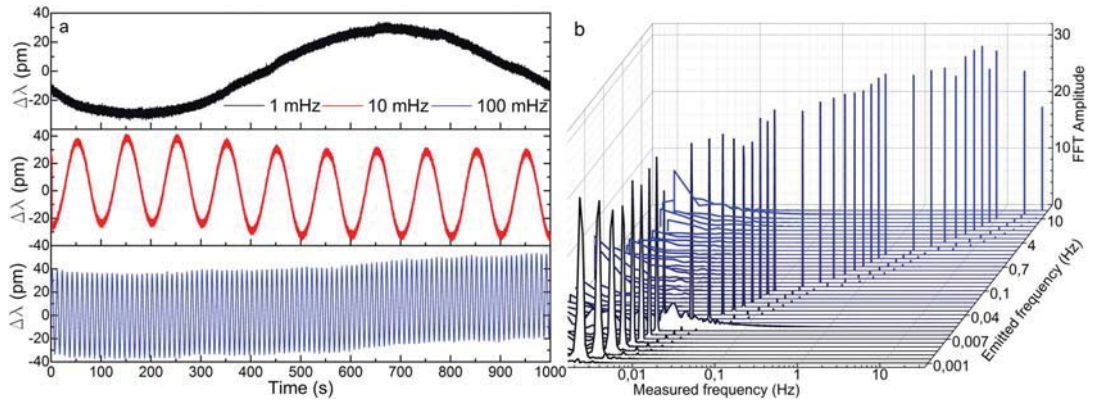 a
40
20
0
-20
Δλ (pm)
1 mHz
10 mHz
100 mHz
40
20
0
-20
-40
Δλ (pm)
60
40
20
0
-20
-40
Δλ (pm)
0 100 200 300 400 500 600 700 800 900 1000
Time (s)
b
30
20
10
0
FFT Amplitude
10
4
0,7
0,1
0,04
0,007
0,001
Emitted frequency (Hz)
0,01 0,1 1 10
Measured frequency (Hz)